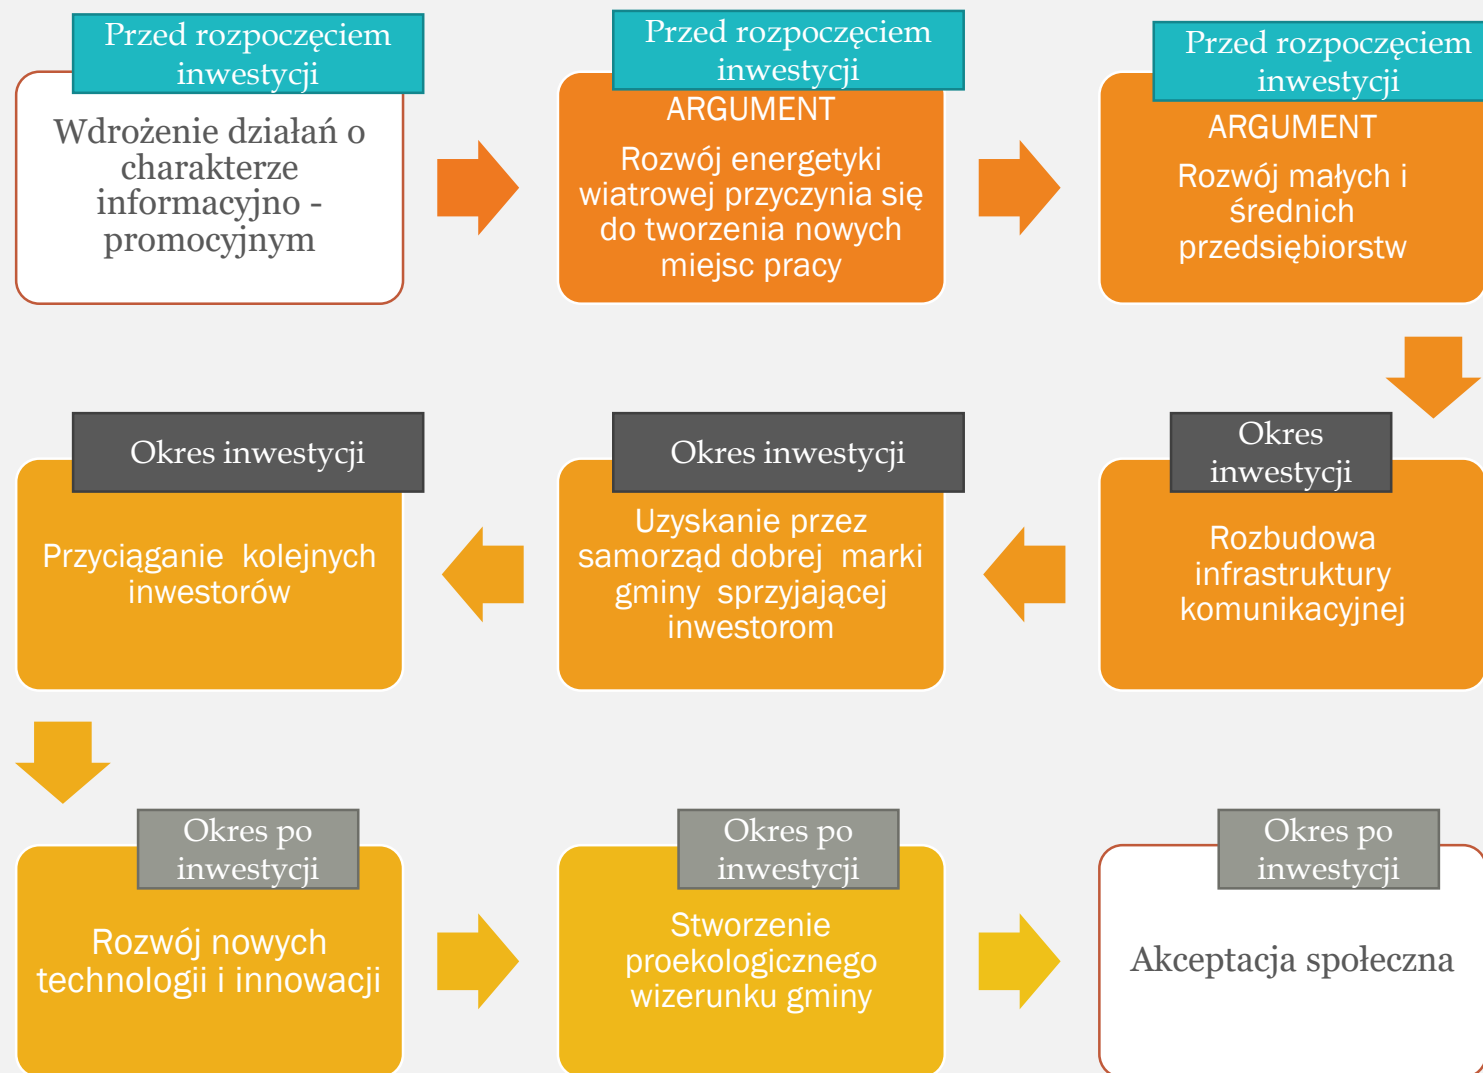 Przed rozpoczęciem
inwestycji
Wdrożenie działań o
charakterze
informacyjno -
promocyjnym
Przed rozpoczęciem
inwestycji
ARGUMENT
Rozwój energetyki
wiatrowej przyczynia się
do tworzenia nowych
miejsc pracy
Przed rozpoczęciem
inwestycji
ARGUMENT
Rozwój małych i
średnich
przedsiębiorstw
Okres
inwestycji
Rozbudowa
infrastruktury
komunikacyjnej
Okres inwestycji
Uzyskanie przez
samorząd dobrej marki
gminy sprzyjającej
inwestorom
Okres inwestycji
Przyciąganie kolejnych
inwestorów
Okres po
inwestycji
Rozwój nowych
technologii i innowacji
Okres po
inwestycji
Stworzenie
proekologicznego
wizerunku gminy
Okres po
inwestycji
Akceptacja społeczna